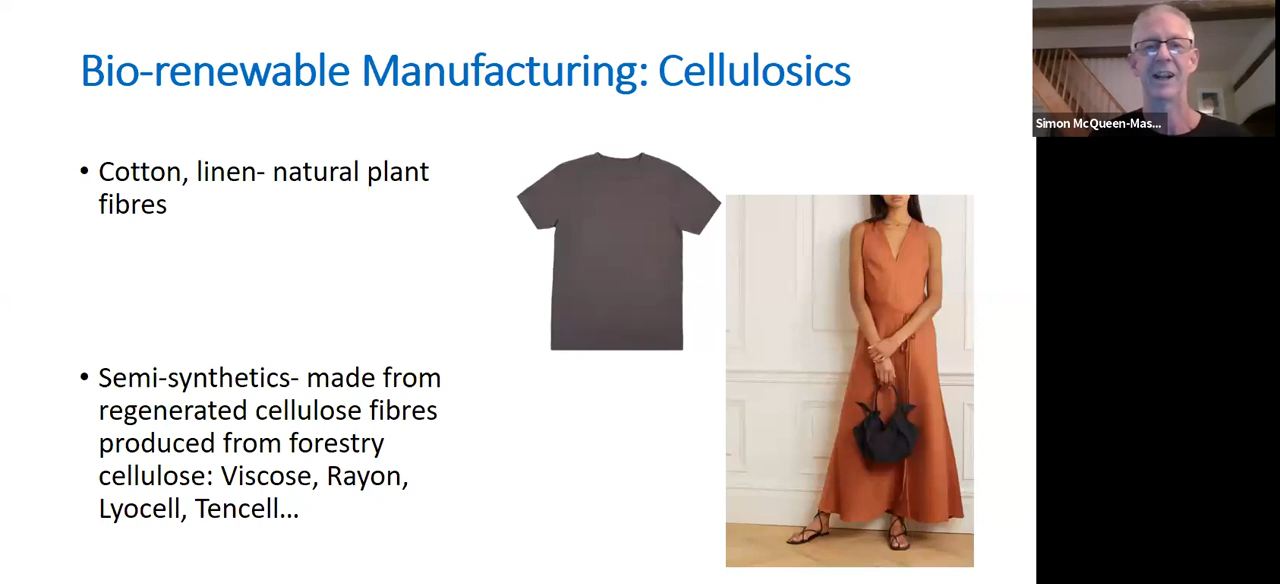 Bio-renewable Manufacturing: Cellulosics
Simon McQueen-Mas...
• Cotton, linen- natural plant
fibres
• Semi-synthetics- made from
regenerated cellulose fibres
produced from forestry
cellulose: Viscose, Rayon,
Lyocell, Tencell…